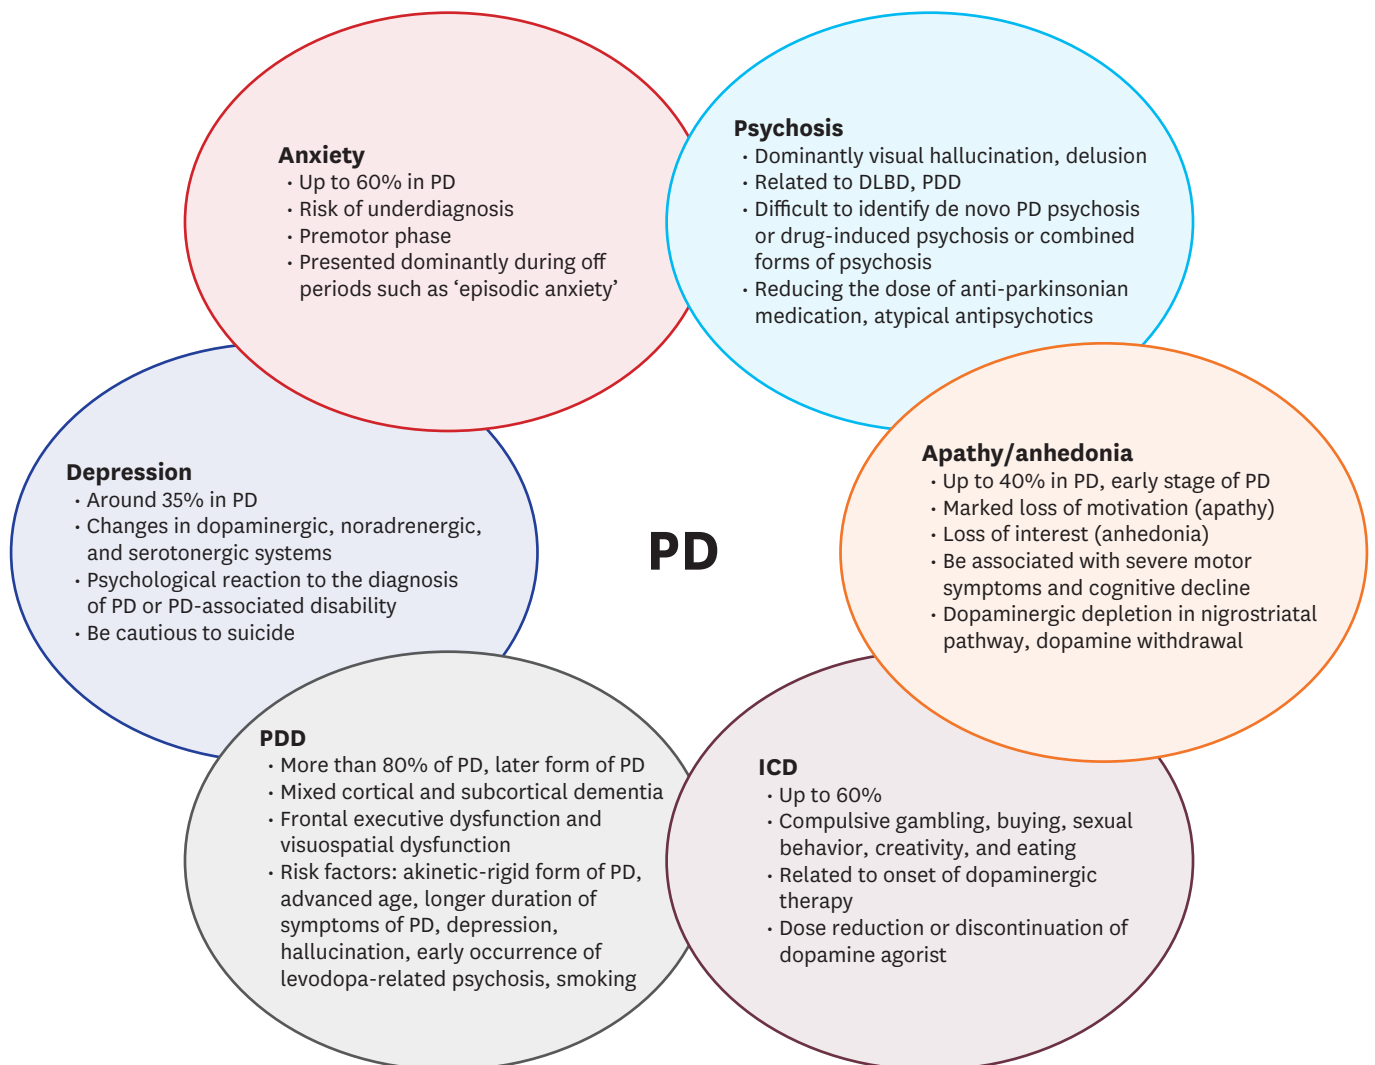 Anxiety
· Up to 60% in PD
· Risk of underdiagnosis
· Premotor phase
· Presented dominantly during off
periods such as ‘episodic anxiety’
Psychosis
· Dominantly visual hallucination, delusion
· Related to DLBD, PDD
· Difficult to identify de novo PD psychosis
or drug-induced psychosis or combined
forms of psychosis
· Reducing the dose of anti-parkinsonian
medication, atypical antipsychotics
Depression
· Around 35% in PD
· Changes in dopaminergic, noradrenergic,
and serotonergic systems
· Psychological reaction to the diagnosis
of PD or PD-associated disability
· Be cautious to suicide
PD
Apathy/anhedonia
· Up to 40% in PD, early stage of PD
· Marked loss of motivation (apathy)
· Loss of interest (anhedonia)
· Be associated with severe motor
symptoms and cognitive decline
· Dopaminergic depletion in nigrostriatal
pathway, dopamine withdrawal
PDD
· More than 80% of PD, later form of PD
· Mixed cortical and subcortical dementia
· Frontal executive dysfunction and
visuospatial dysfunction
· Risk factors: akinetic-rigid form of PD,
advanced age, longer duration of
symptoms of PD, depression,
hallucination, early occurrence of
levodopa-related psychosis, smoking
ICD
· Up to 60%
· Compulsive gambling, buying, sexual
behavior, creativity, and eating
· Related to onset of dopaminergic
therapy
· Dose reduction or discontinuation of
dopamine agorist